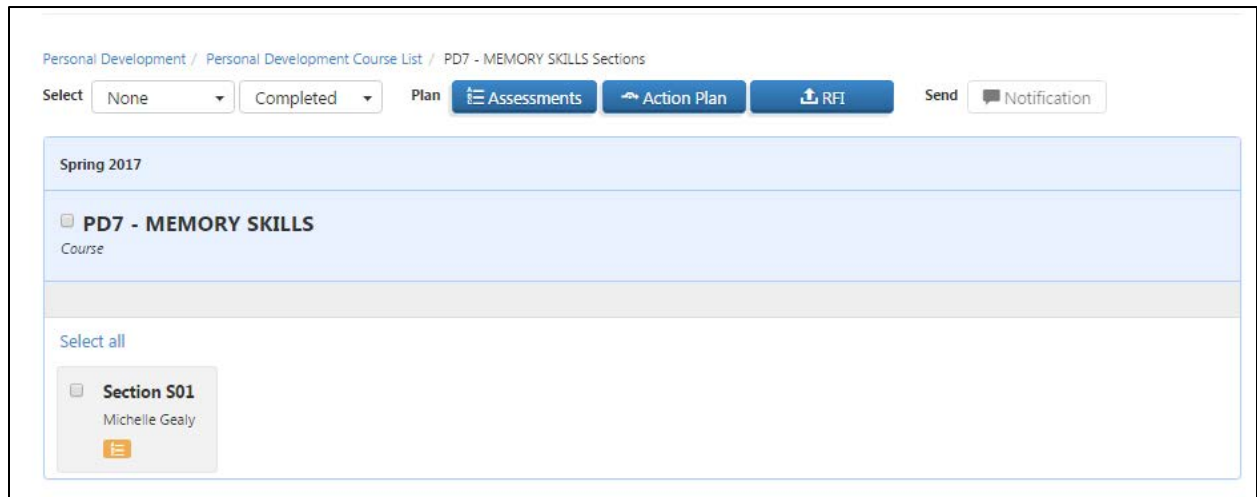 Personal Development / Personal Development Course List / PD7 - MEMORY SKILLS Sections
Select None Completed Plan Assessments Action Plan RFI Send Notification
Spring 2017
PD7 - MEMORY SKILLS
Course
Select all
Section S01
Michelle Gealy